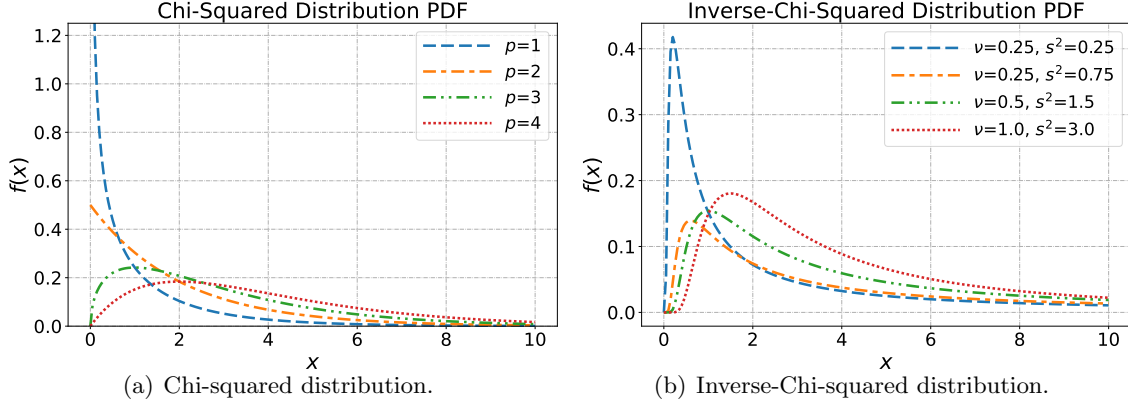 Chi-Squared Distribution PDF
1.2
1.0
0.8
0.6
0.4
0.2
0.0
f(x)
p=1
p=2
p=3
p=4
0 2 4 6 8 10
x
(a) Chi-squared distribution.
Inverse-Chi-Squared Distribution PDF
0.4
0.3
0.2
0.1
0.0
f(x)
ν=0.25, s²=0.25
ν=0.25, s²=0.75
ν=0.5, s²=1.5
ν=1.0, s²=3.0
0 2 4 6 8 10
x
(b) Inverse-Chi-squared distribution.